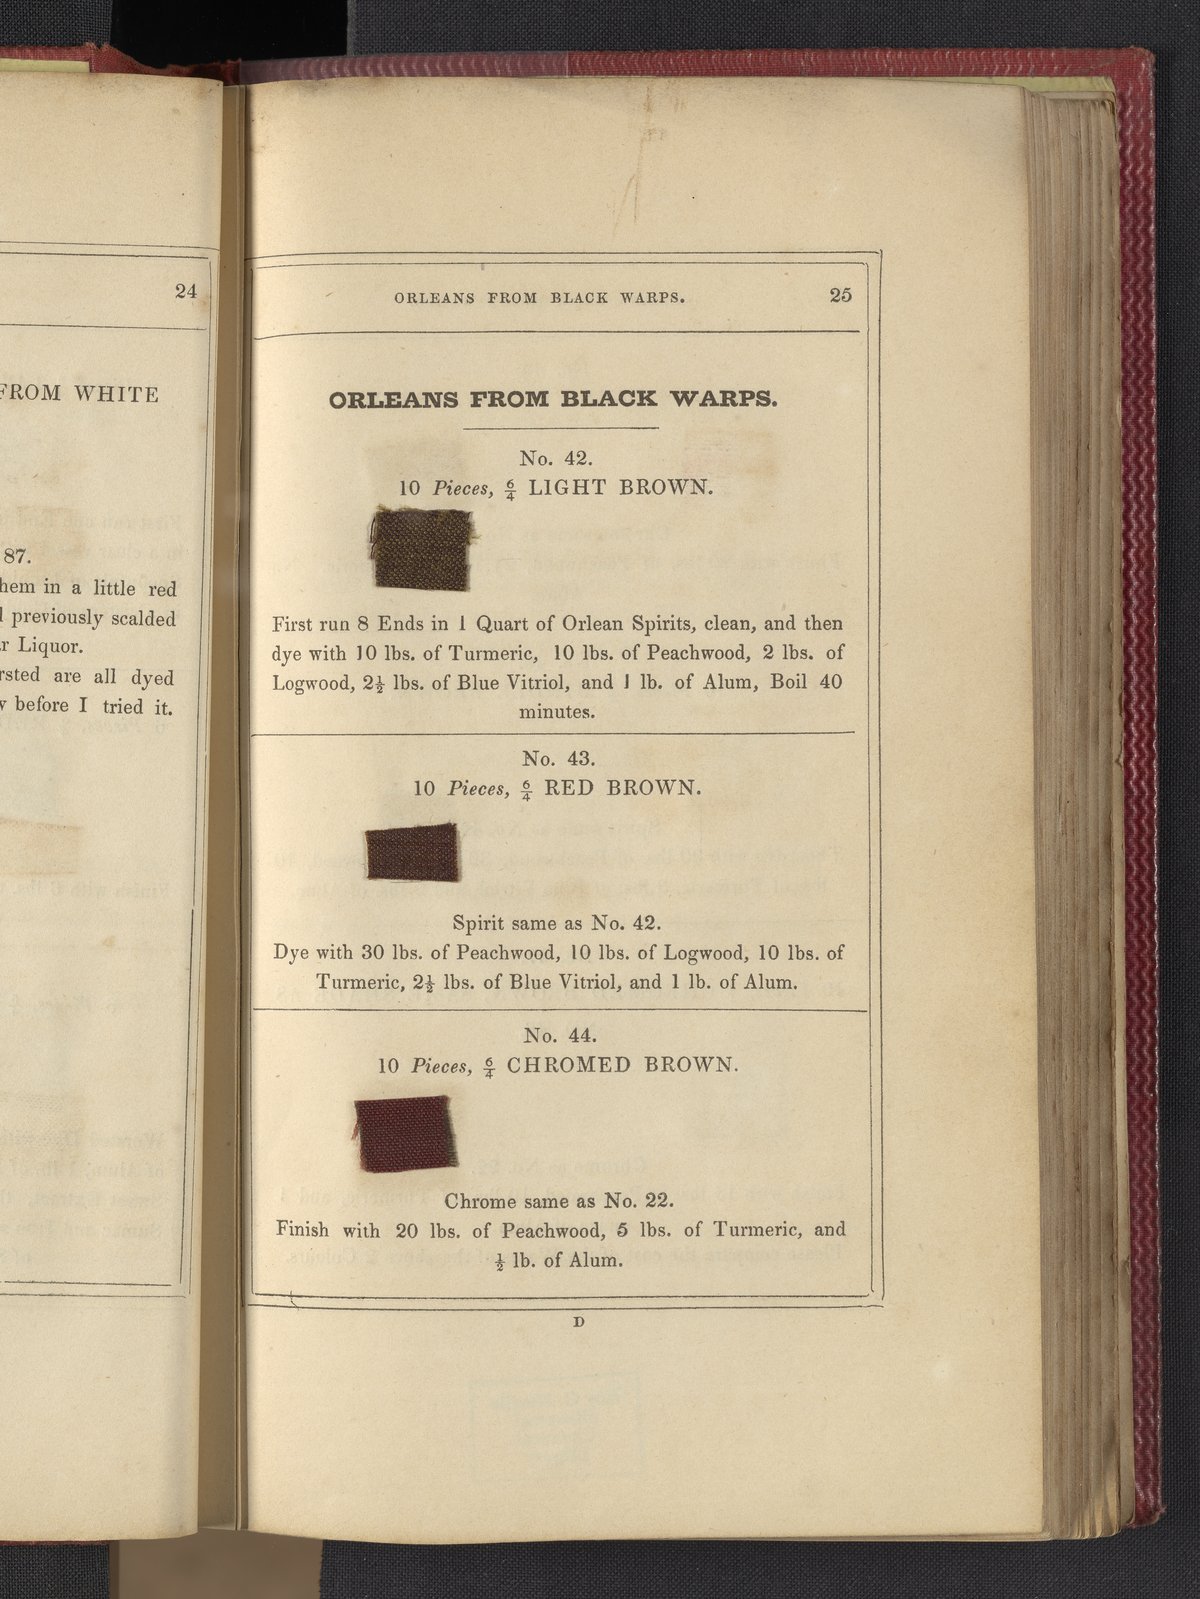 24
FROM WHITE
87.
hem in a little red
previously scalded
Liquor.
are all dyed
before I tried it.
ORLEANS FROM BLACK WARPS. 25
ORLEANS FROM BLACK WARPS.
No. 42.
10 Pieces, 6/4 LIGHT BROWN.
First run 8 Ends in 1 Quart of Orlean Spirits, clean, and then
dye with 10 lbs. of Turmeric, 10 lbs. of Peachwood, 2 lbs. of
Logwood, 2½ lbs. of Blue Vitriol, and 1 lb. of Alum, Boil 40
minutes.
No. 43.
10 Pieces, 6/4 RED BROWN.
Spirit same as No. 42.
Dye with 30 lbs. of Peachwood, 10 lbs. of Logwood, 10 lbs. of
Turmeric, 2½ lbs. of Blue Vitriol, and 1 lb. of Alum.
No. 44.
10 Pieces, 6/4 CHROMED BROWN.
Chrome same as No. 22.
Finish with 20 lbs. of Peachwood, 5 lbs. of Turmeric, and
½ lb. of Alum.
D